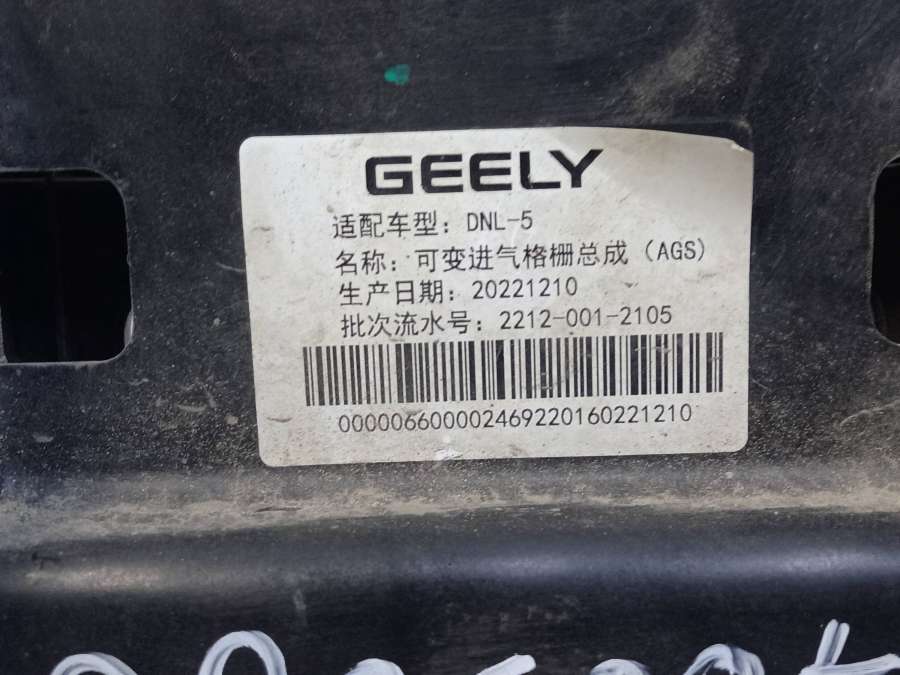 GEELY
适配车型: DNL-5
名称: 可变进气格栅总成 (AGS)
生产日期: 20221210
批次流水号: 2212-001-2105
000006600002469220160221210